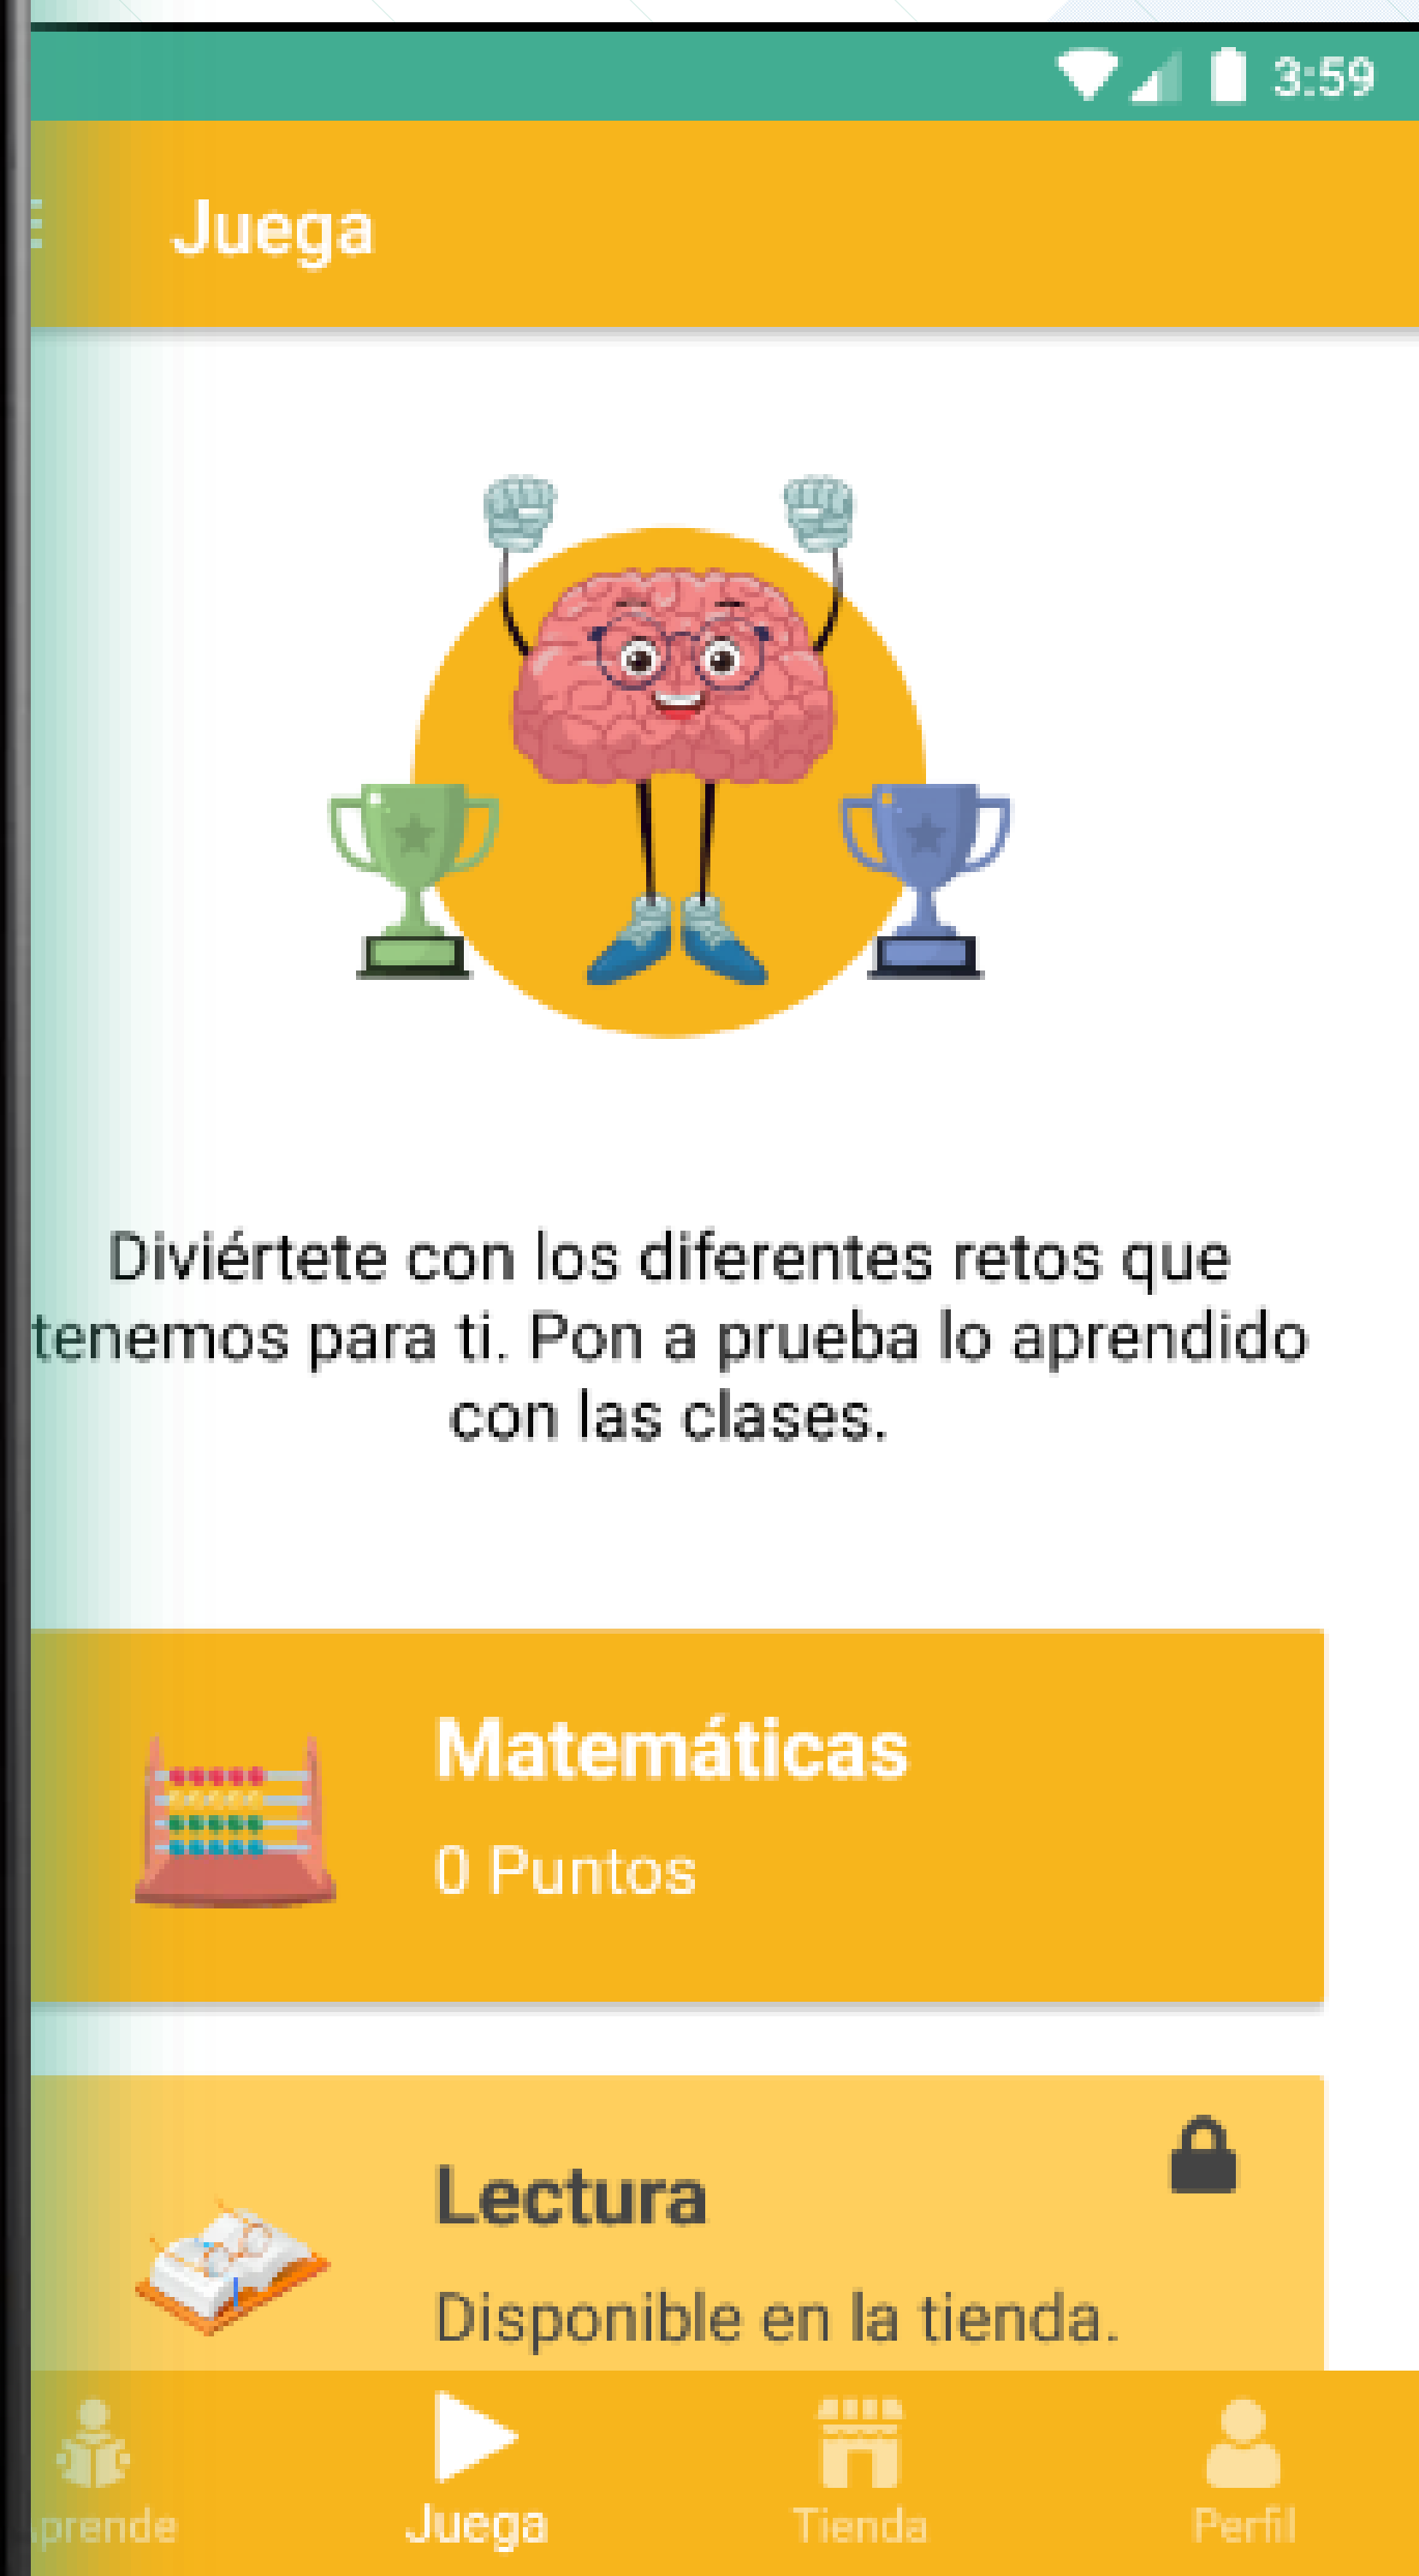 3:59
Juega
Diviértete con los diferentes retos que
tenemos para ti. Pon a prueba lo aprendido
con las clases.
Matemáticas
0 Puntos
Lectura
Disponible en la tienda.
prende
Juega
Tienda
Perfil